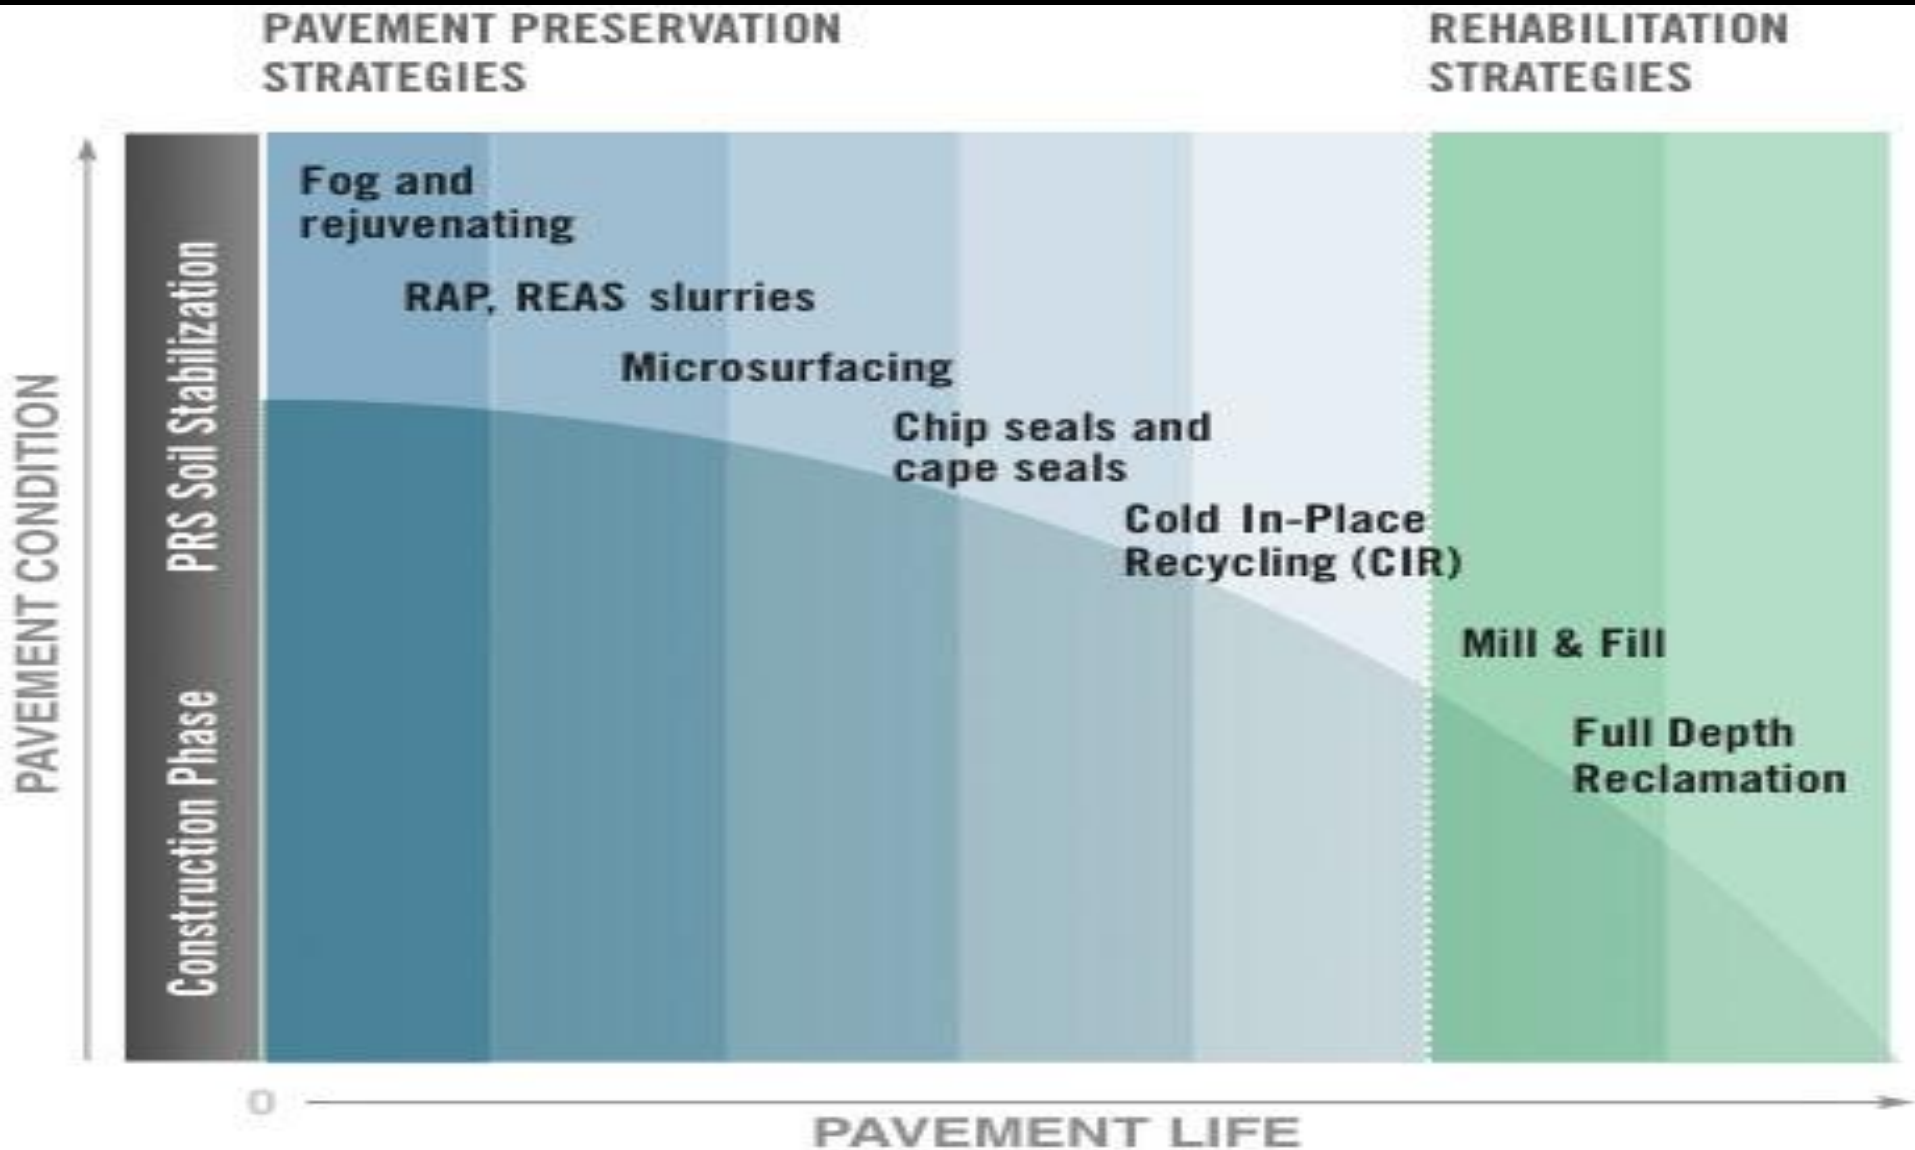 PAVEMENT PRESERVATION
STRATEGIES
REHABILITATION
STRATEGIES
Fog and
rejuvenating
RAP, REAS slurries
Microsurfacing
Chip seals and
cape seals
Cold In-Place
Recycling (CIR)
Mill & Fill
Full Depth
Reclamation
PAVEMENT CONDITION
PRS Soil Stabilization
Construction Phase
0
PAVEMENT LIFE